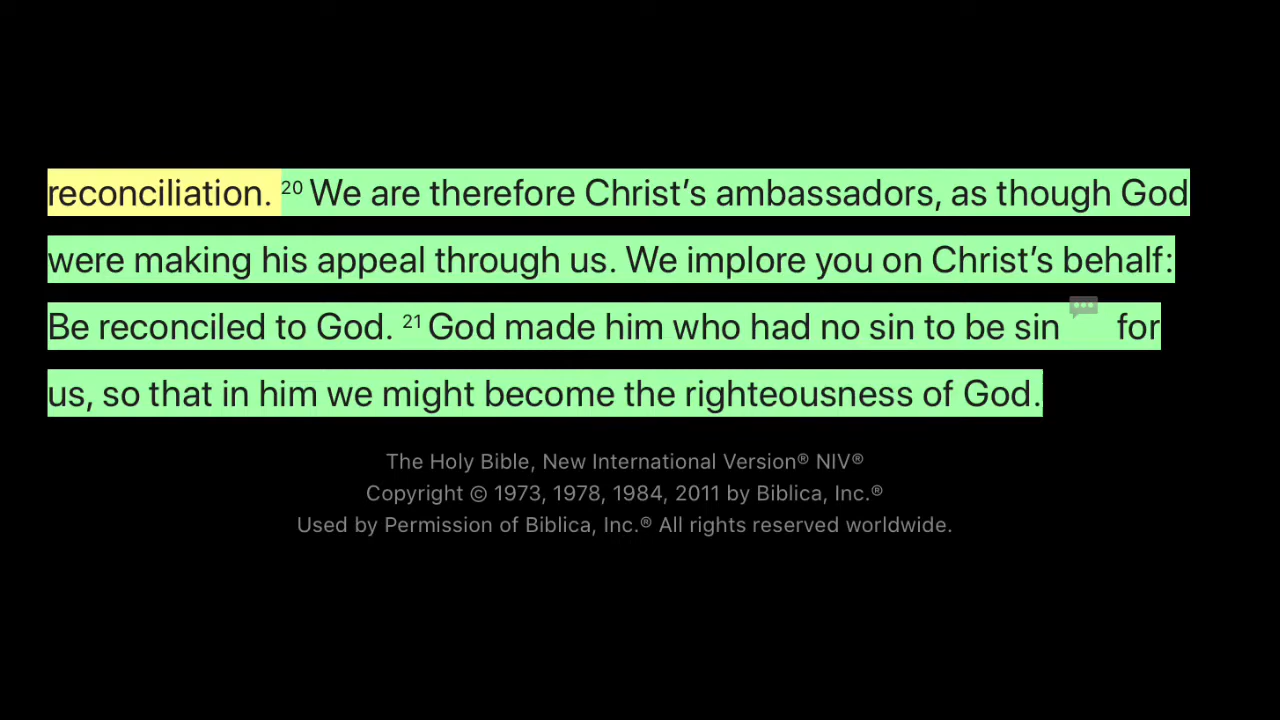 reconciliation. 20 We are therefore Christ’s ambassadors, as though God
were making his appeal through us. We implore you on Christ’s behalf:
Be reconciled to God. 21 God made him who had no sin to be sin for
us, so that in him we might become the righteousness of God.
The Holy Bible, New International Version® NIV®
Copyright © 1973, 1978, 1984, 2011 by Biblica, Inc.®
Used by Permission of Biblica, Inc.® All rights reserved worldwide.